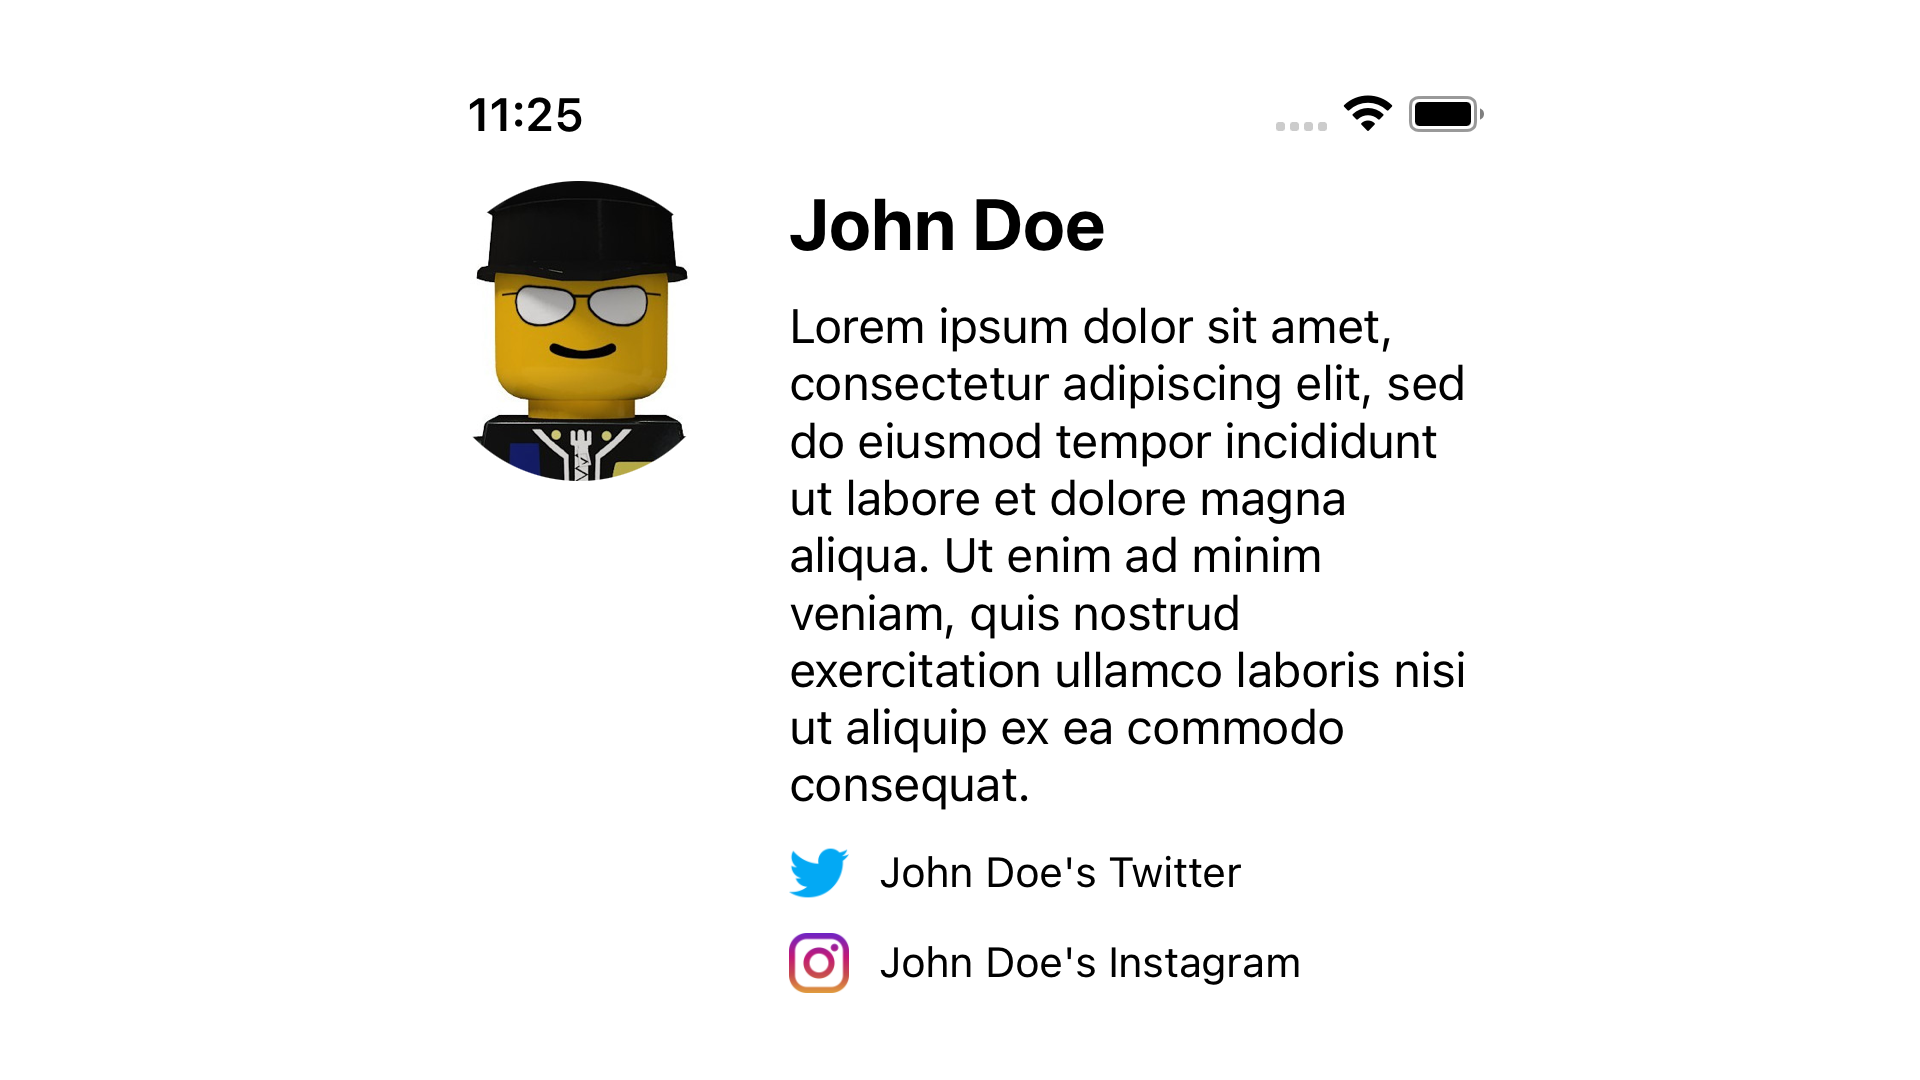 11:25
John Doe
Lorem ipsum dolor sit amet,
consectetur adipiscing elit, sed
do eiusmod tempor incididunt
ut labore et dolore magna
aliqua. Ut enim ad minim
veniam, quis nostrud
exercitation ullamco laboris nisi
ut aliquip ex ea commodo
consequat.
John Doe's Twitter
John Doe's Instagram